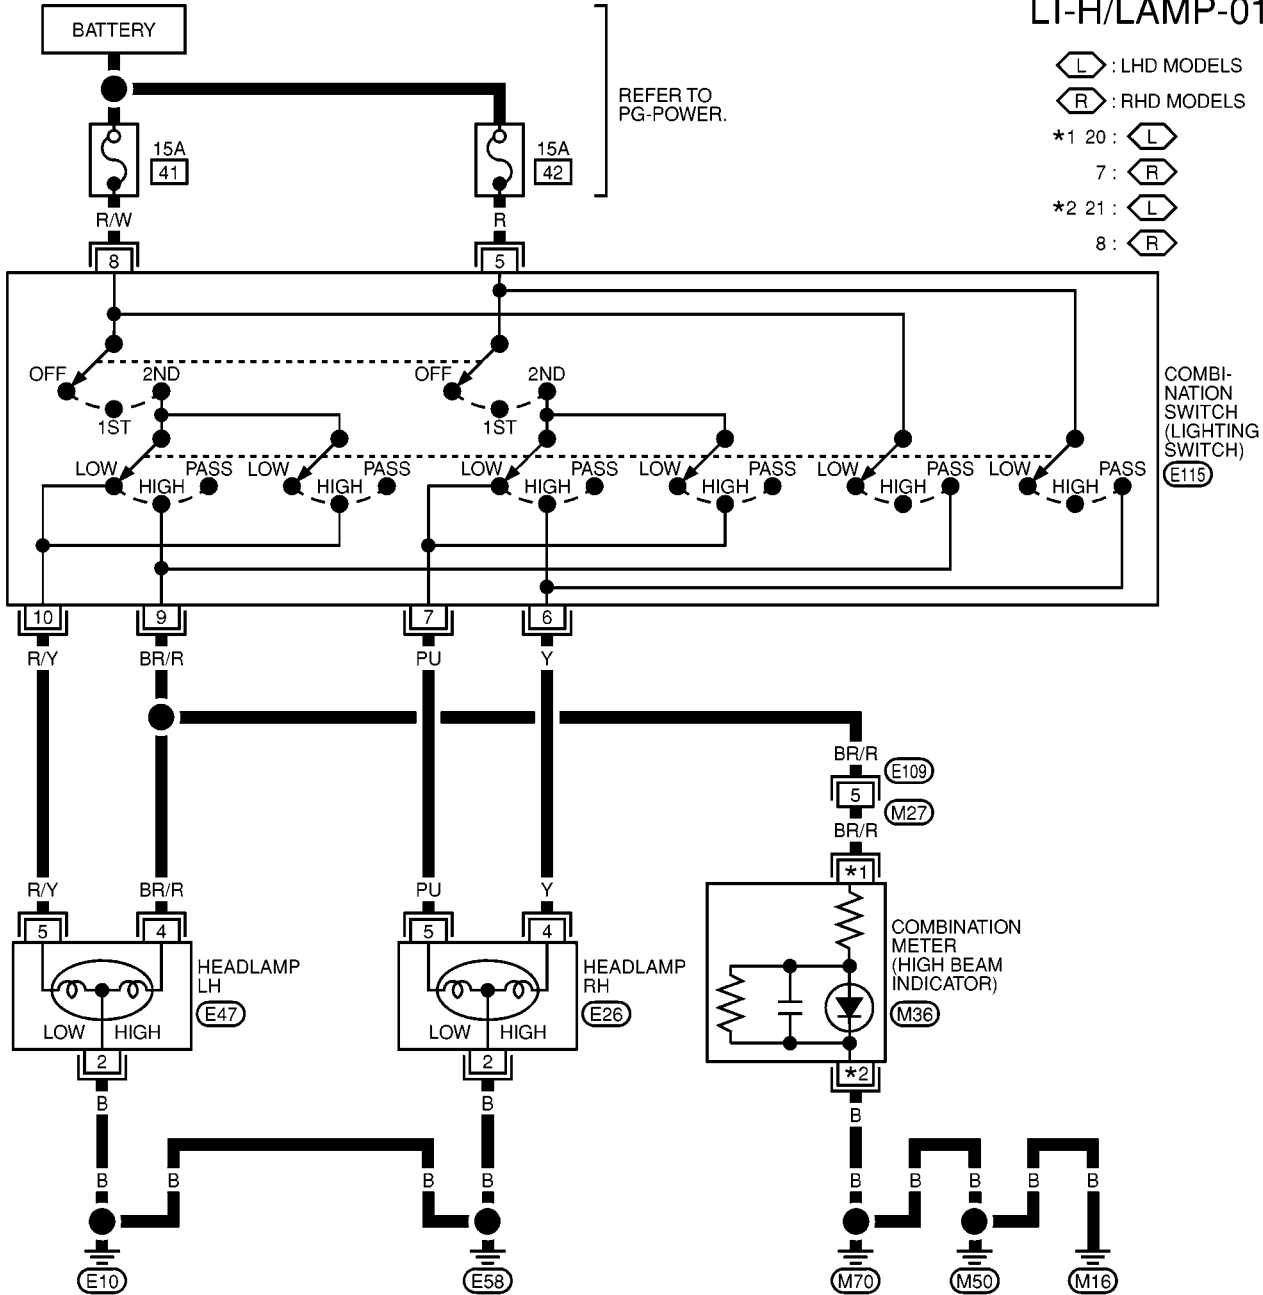 LT-H/LAMP-01
BATTERY
REFER TO
PG-POWER.
L : LHD MODELS
R : RHD MODELS
*1 20 : L
7 : R
*2 21 : L
8 : R
15A
41
15A
42
R/W
R
8
5
OFF
2ND
1ST
OFF
2ND
1ST
LOW
PASS
HIGH
LOW
PASS
HIGH
LOW
PASS
HIGH
LOW
PASS
HIGH
LOW
PASS
HIGH
LOW
PASS
HIGH
COMBI-
NATION
SWITCH
(LIGHTING
SWITCH)
E115
10
9
7
6
R/Y
BR/R
PU
Y
BR/R
E109
5
M27
BR/R
*1
R/Y
BR/R
PU
Y
5
4
5
4
HEADLAMP
LH
E47
LOW
HIGH
HEADLAMP
RH
E26
LOW
HIGH
COMBINATION
METER
(HIGH BEAM
INDICATOR)
M36
2
2
*2
B
B
B
B
B
B
B
B
B
B
B
B
E10
E58
M70
M50
M16